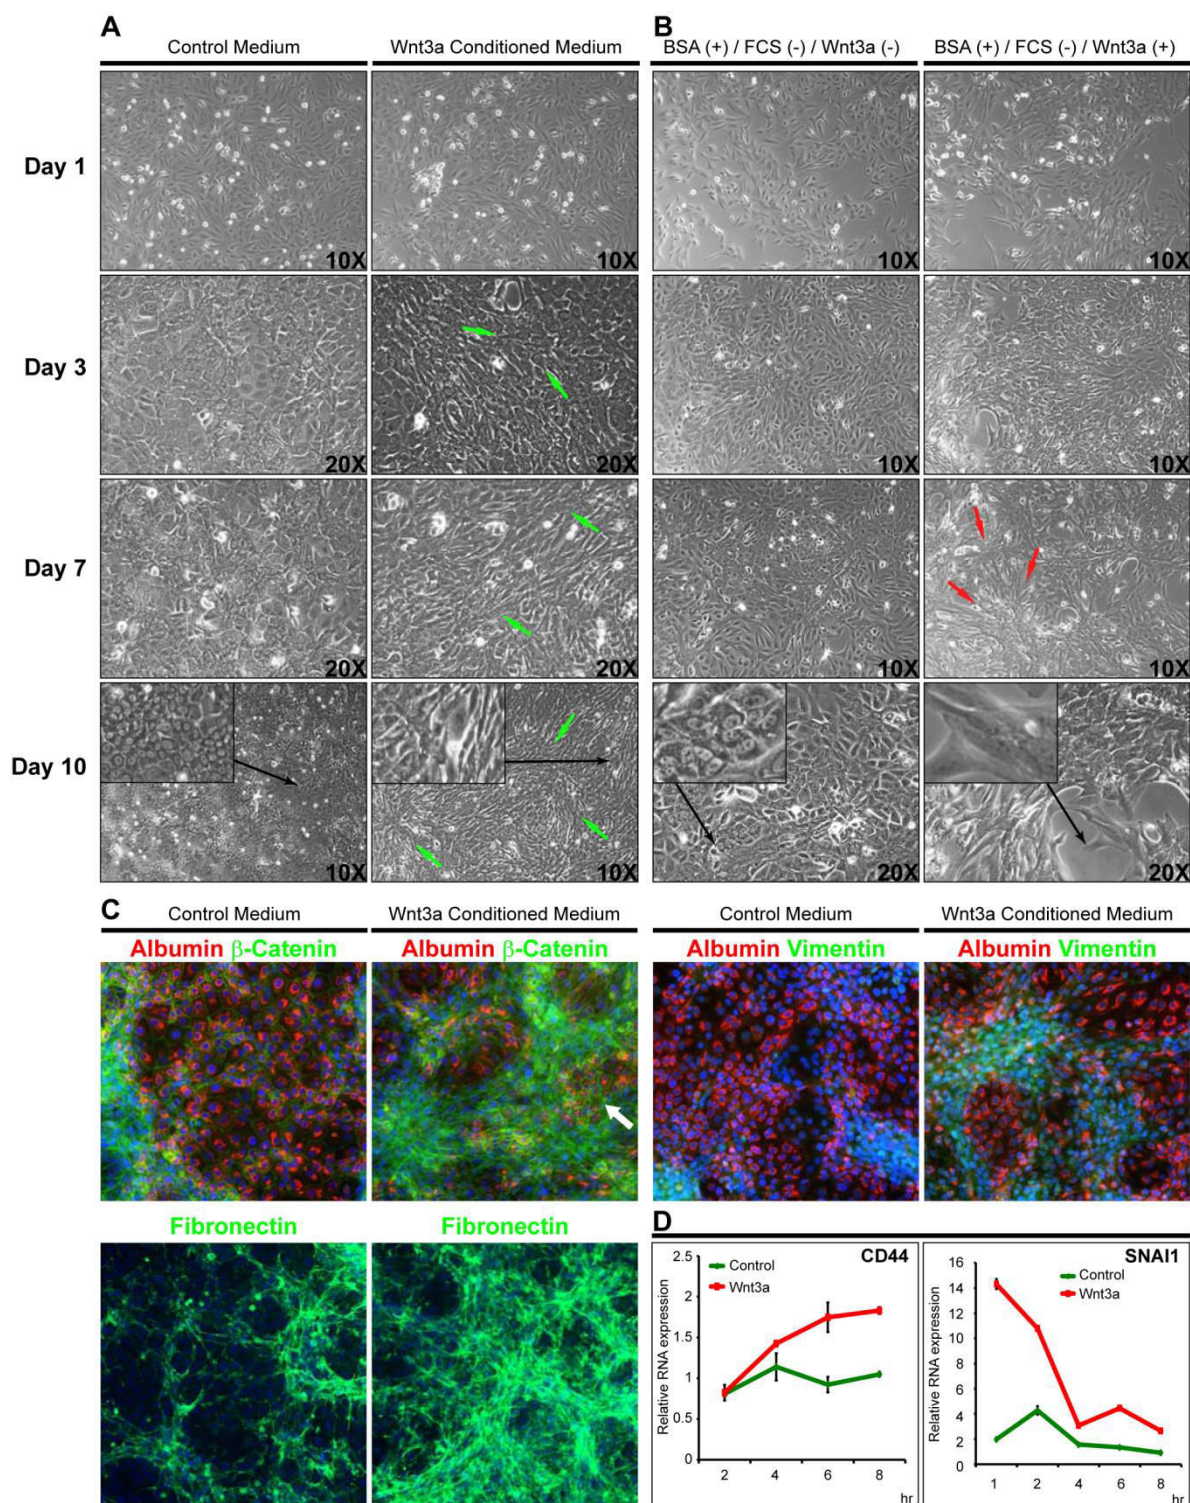 A
B
Control Medium
Wnt3a Conditioned Medium
BSA (+) / FCS (-) / Wnt3a (-)
BSA (+) / FCS (-) / Wnt3a (+)
Day 1
10X
10X
10X
10X
Day 3
20X
20X
10X
10X
Day 7
20X
20X
10X
10X
Day 10
10X
10X
20X
20X
C
Control Medium
Wnt3a Conditioned Medium
Control Medium
Wnt3a Conditioned Medium
Albumin β-Catenin
Albumin β-Catenin
Albumin Vimentin
Albumin Vimentin
Fibronectin
Fibronectin
D
CD44
Control
Wnt3a
Relative RNA expression
2.5
2
1.5
1
0.5
0
2 4 6 8
hr
SNAI1
Control
Wnt3a
Relative RNA expression
16
14
12
10
8
6
4
2
0
1 2 4 6 8
hr